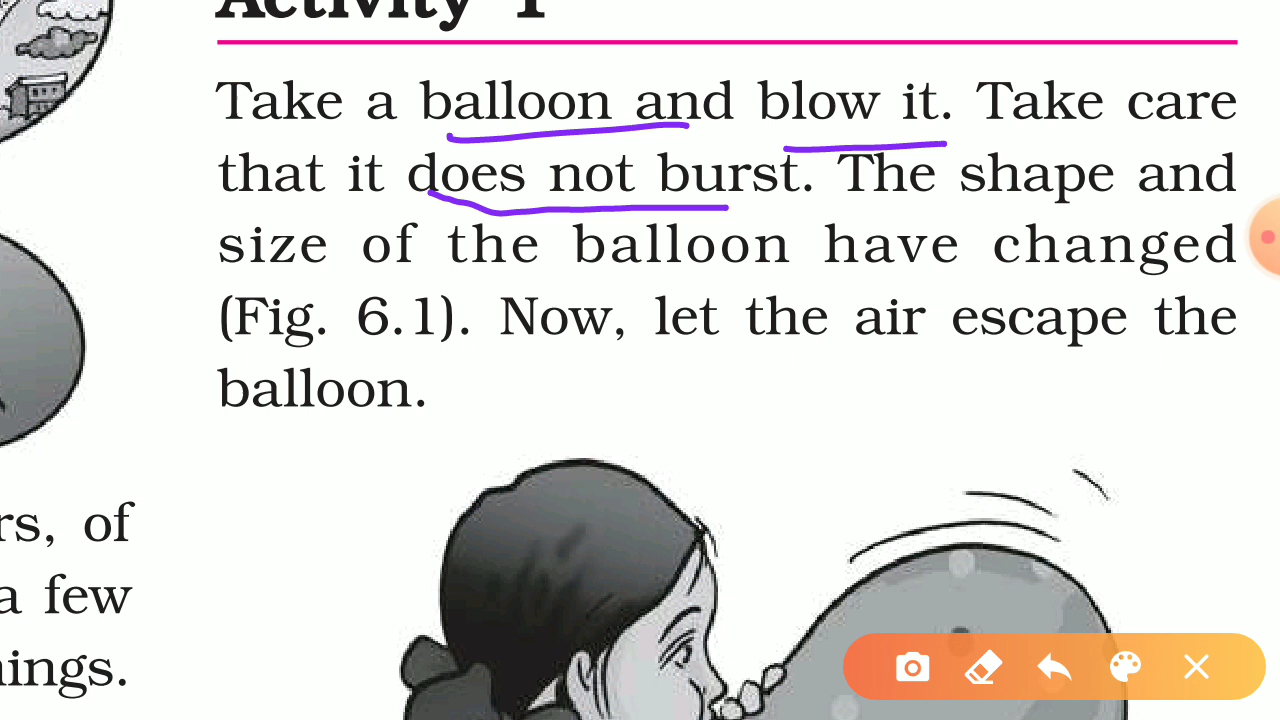 Activity 1
Take a balloon and blow it. Take care
that it does not burst. The shape and
size of the balloon have changed
(Fig. 6.1). Now, let the air escape the
balloon.
rs, of
a few
nings.